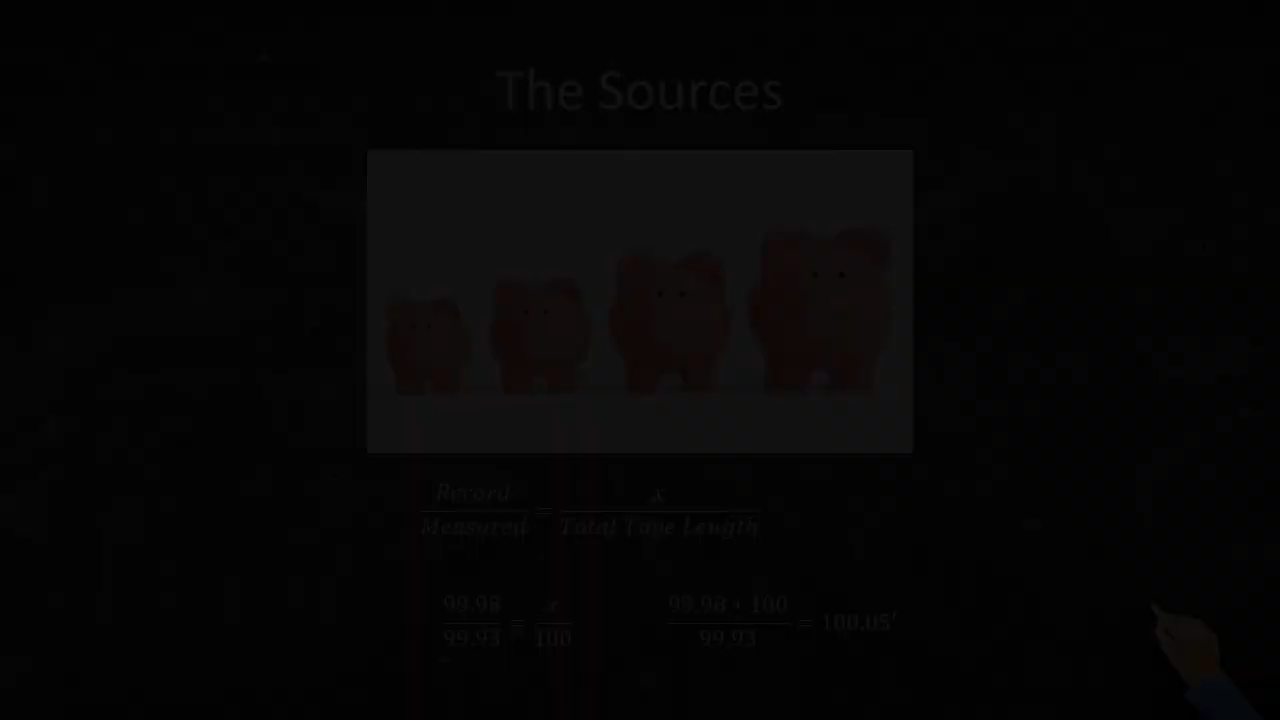 The Sources
Record / Measured = x / Total Tape Length
99.98 / 99.93 = x / 100
99.98 * 100 / 99.93 = 100.05'